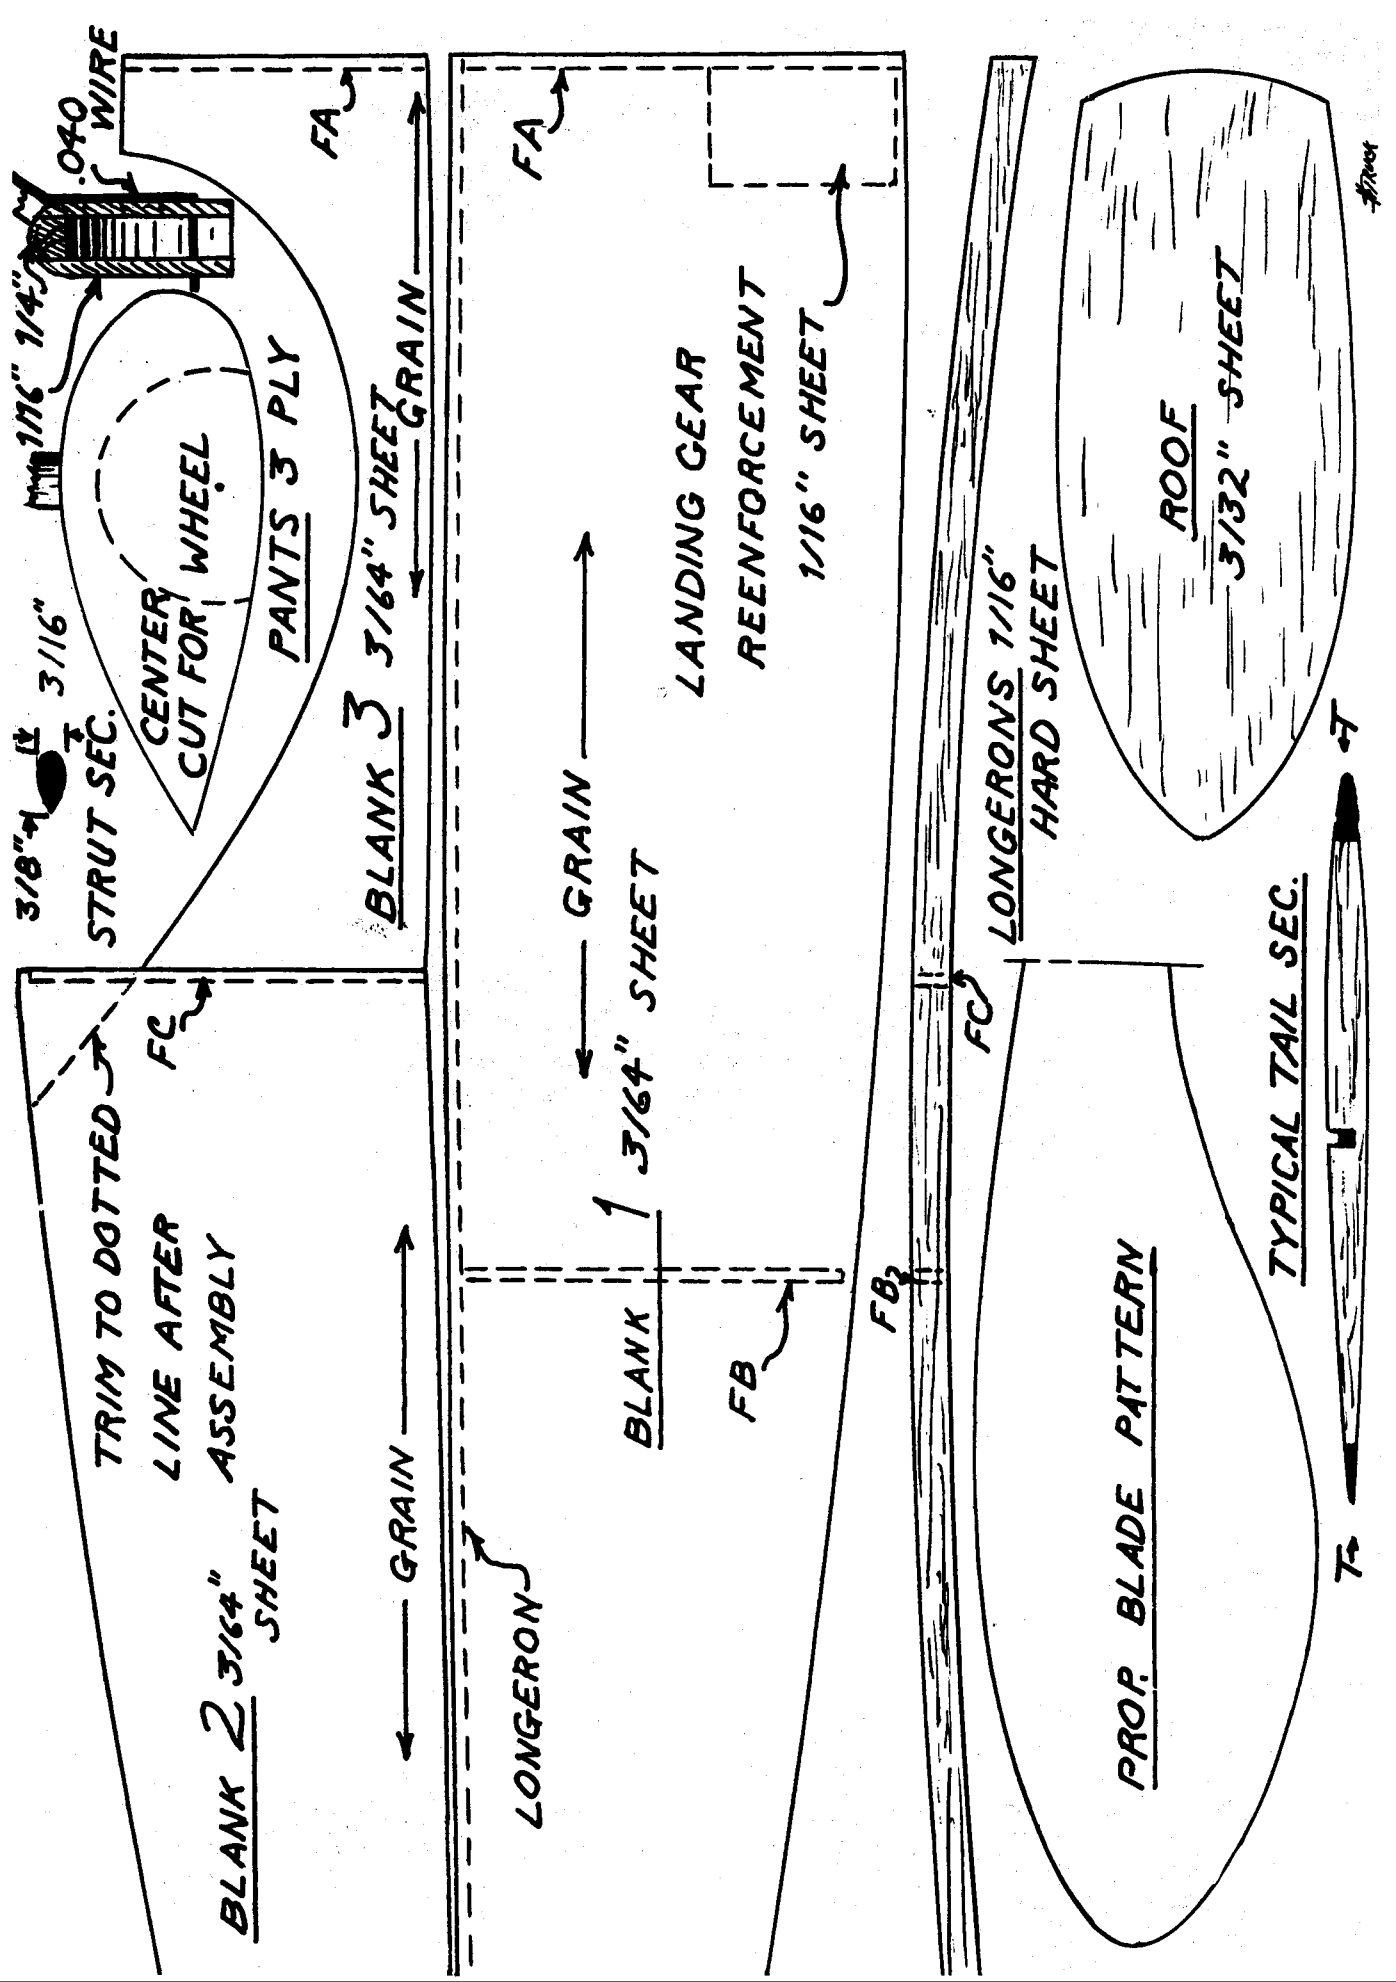 .040
WIRE
1/16" 1/4"
3/16"
3/8"
STRUT SEC.
CENTER
CUT FOR WHEEL
PANTS 3 PLY
BLANK 3 3/64" SHEET
GRAIN
FA
FC
TRIM TO DOTTED
LINE AFTER
ASSEMBLY
BLANK 2 3/64"
SHEET
GRAIN
FA
LANDING GEAR
REENFORCEMENT
1/16" SHEET
GRAIN
BLANK 1 3/64" SHEET
FB
LONGERON
LONGERONS 1/16"
HARD SHEET
FC
FB
ROOF
3/32" SHEET
PROP. BLADE PATTERN
TYPICAL TAIL SEC.
T
T